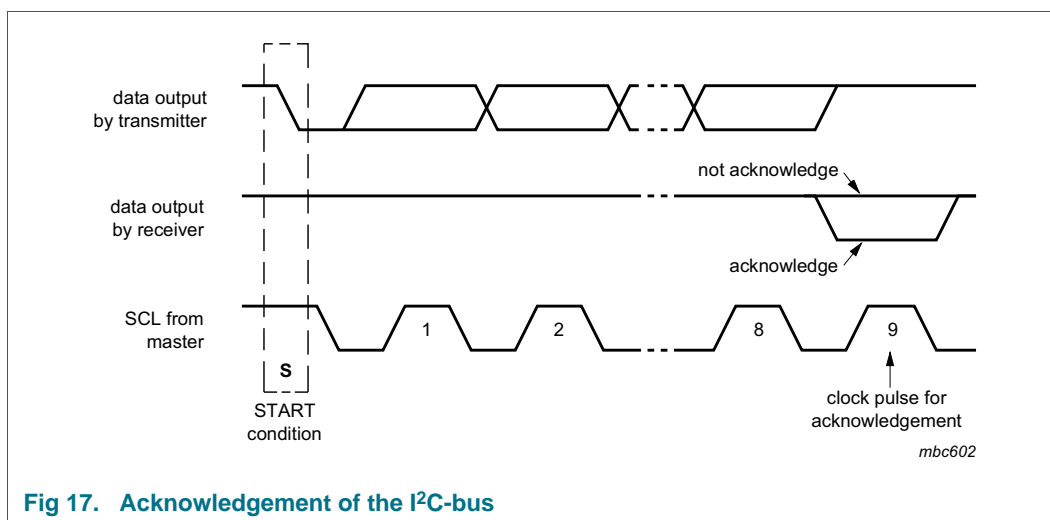 data output
by transmitter
not acknowledge
data output
by receiver
acknowledge
SCL from
master
1
2
8
9
S
START
condition
clock pulse for
acknowledgement
mbc602
Fig 17. Acknowledgement of the I²C-bus